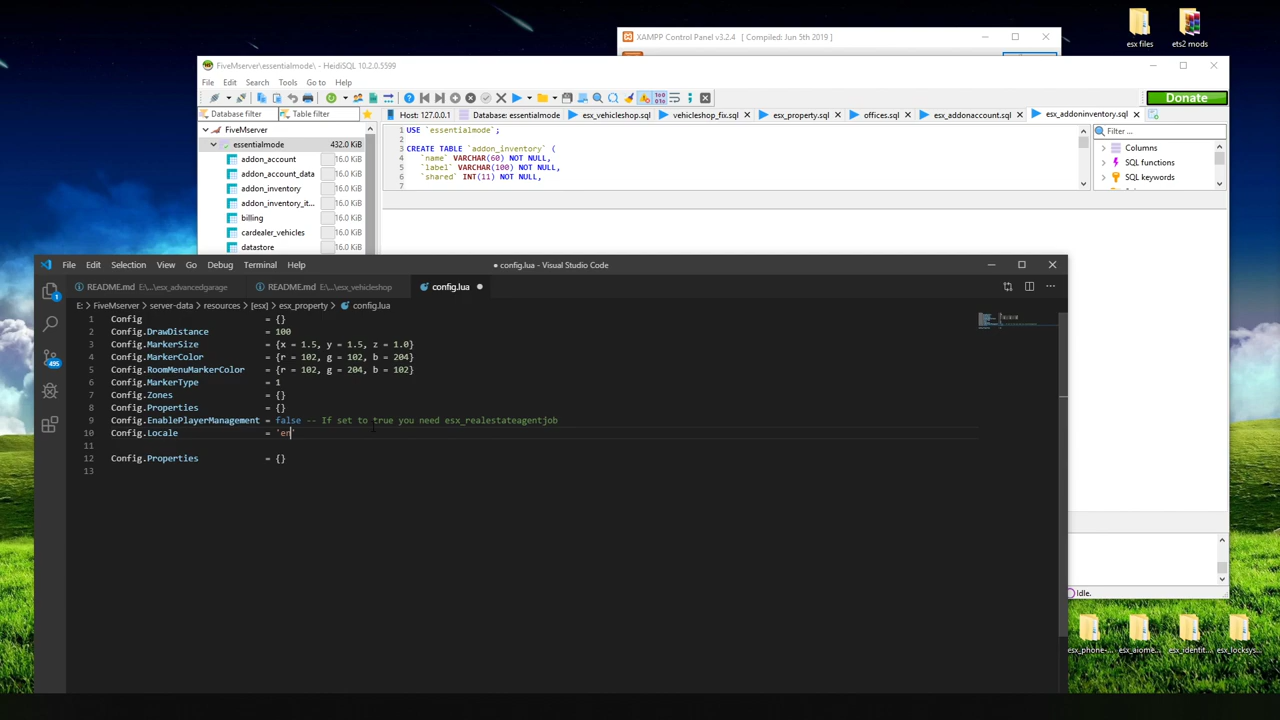 esx files
ets2 mods
XAMPP Control Panel v3.2.4 [ Compiled: Jun 5th 2019 ]
FiveMserver\essentialmode\ - HeidiSQL 10.2.0.5599
File Edit Search Tools Go to Help
Donate
Database filter
Table filter
Host: 127.0.0.1
Database: essentialmode
esx_vehicleshop.sql
vehicleshop_fix.sql
esx_property.sql
offices.sql
esx_addonaccount.sql
esx_addoninventory.sql
FiveMserver
essentialmode 432.0 KiB
addon_account 16.0 KiB
addon_account_data 16.0 KiB
addon_inventory 16.0 KiB
addon_inventory_it... 16.0 KiB
billing 16.0 KiB
cardealer_vehicles 16.0 KiB
datastore 16.0 KiB
1 USE `essentialmode`;
2
3 CREATE TABLE `addon_inventory` (
4 `name` VARCHAR(60) NOT NULL,
5 `label` VARCHAR(100) NOT NULL,
6 `shared` INT(11) NOT NULL,
7
Filter ...
Columns
SQL functions
SQL keywords
File Edit Selection View Go Debug Terminal Help
● config.lua - Visual Studio Code
README.md E:\...\esx_advancedgarage
README.md E:\...\esx_vehicleshop
config.lua ●
E: > FiveMserver > server-data > resources > [esx] > esx_property > config.lua
1 Config = {}
2 Config.DrawDistance = 100
3 Config.MarkerSize = {x = 1.5, y = 1.5, z = 1.0}
4 Config.MarkerColor = {r = 102, g = 102, b = 204}
5 Config.RoomMenuMarkerColor = {r = 102, g = 204, b = 102}
6 Config.MarkerType = 1
7 Config.Zones = {}
8 Config.Properties = {}
9 Config.EnablePlayerManagement = false -- If set to true you need esx_realestateagentjob
10 Config.Locale = 'en'
11
12 Config.Properties = {}
13
1
495
Idle.
esx_phone-...
esx_aiome...
esx_identit...
esx_locksys...